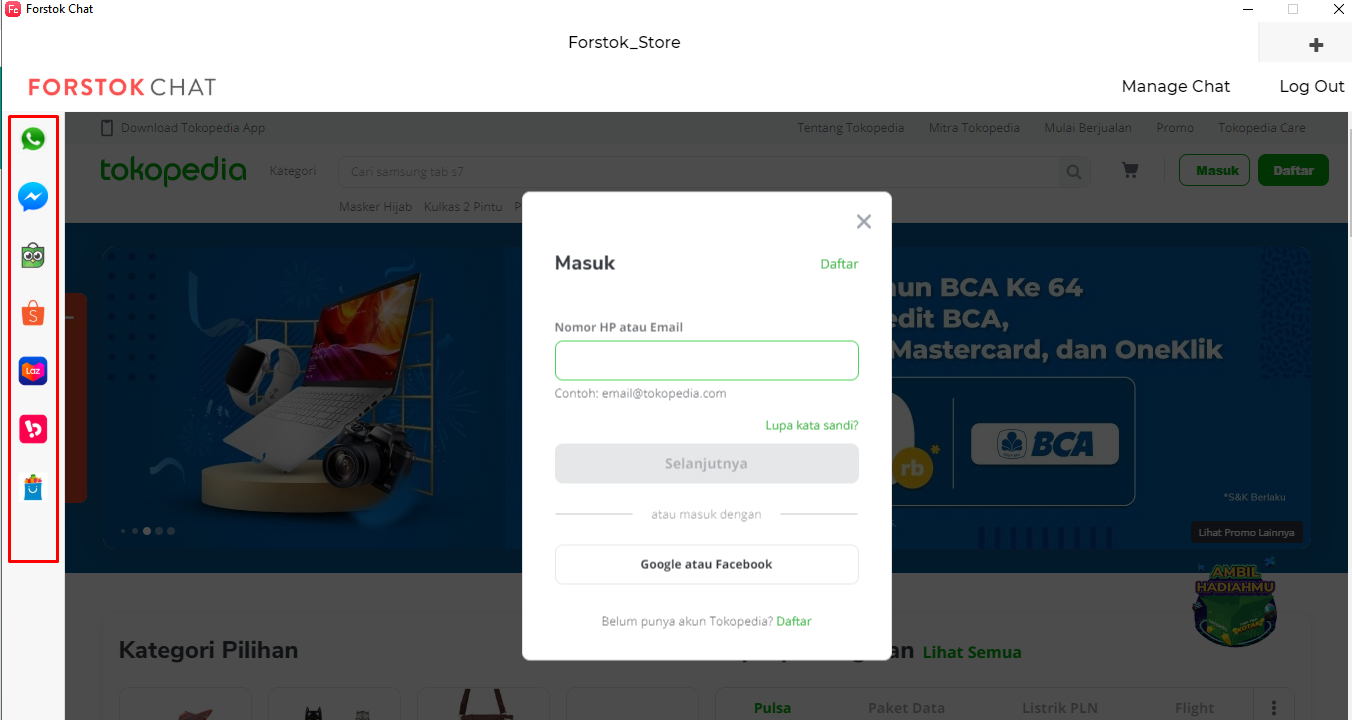 Forstok Chat
Forstok_Store
FORSTOK CHAT
Manage Chat
Log Out
Download Tokopedia App
Tentang Tokopedia
Mitra Tokopedia
Mulai Berjualan
Promo
Tokopedia Care
tokopedia
Kategori
Cari samsung tab s7
Masuk
Daftar
Masker Hijab
Kulkas 2 Pintu
Masuk
Daftar
Nomor HP atau Email
Contoh: email@tokopedia.com
Lupa kata sandi?
Selanjutnya
atau masuk dengan
Google atau Facebook
Belum punya akun Tokopedia? Daftar
un BCA Ke 64
edit BCA,
Mastercard, dan OneKlik
rb
*
BCA
*S&K Berlaku
Lihat Promo Lainnya
AMBIL
HADIAHMU
Laz
Kategori Pilihan
an
Lihat Semua
Pulsa
Paket Data
Listrik PLN
Flight